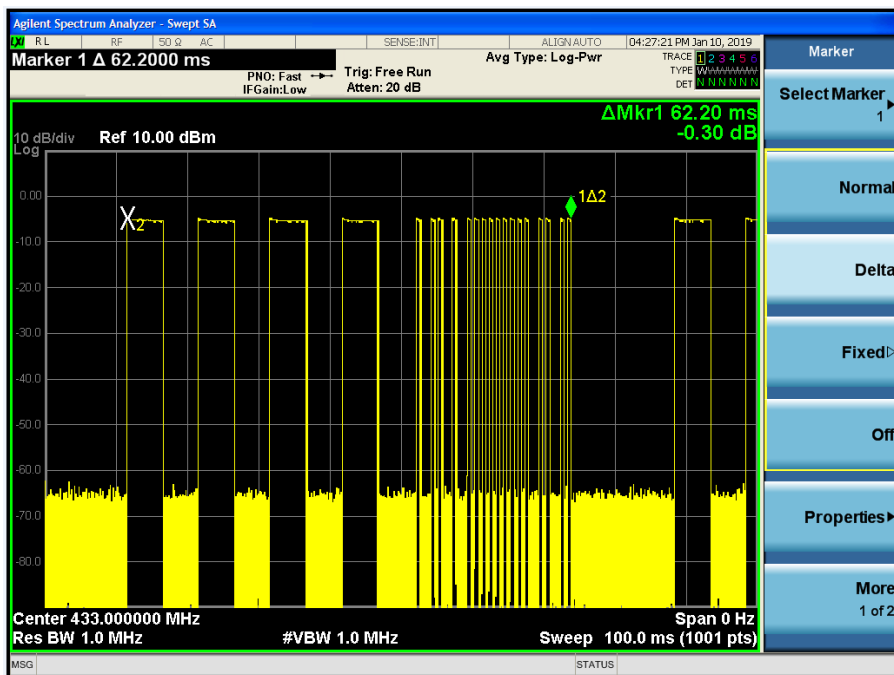 Agilent Spectrum Analyzer - Swept SA
LXI RL RF 50 Ω AC SENSE:INT ALIGN AUTO 04:27:21 PM Jan 10, 2019
Marker 1 Δ 62.2000 ms
PNO: Fast
IFGain:Low
Trig: Free Run
Atten: 20 dB
Avg Type: Log-Pwr
TRACE 1 2 3 4 5 6
TYPE W
DET N N N N N N
ΔMkr1 62.20 ms
-0.30 dB
10 dB/div
Log
Ref 10.00 dBm
0.00
-10.0
-20.0
-30.0
-40.0
-50.0
-60.0
-70.0
-80.0
2
1Δ2
Center 433.000000 MHz
Span 0 Hz
Res BW 1.0 MHz
#VBW 1.0 MHz
Sweep 100.0 ms (1001 pts)
MSG
STATUS
Marker
Select Marker
1
Normal
Delta
Fixed
Off
Properties
More
1 of 2